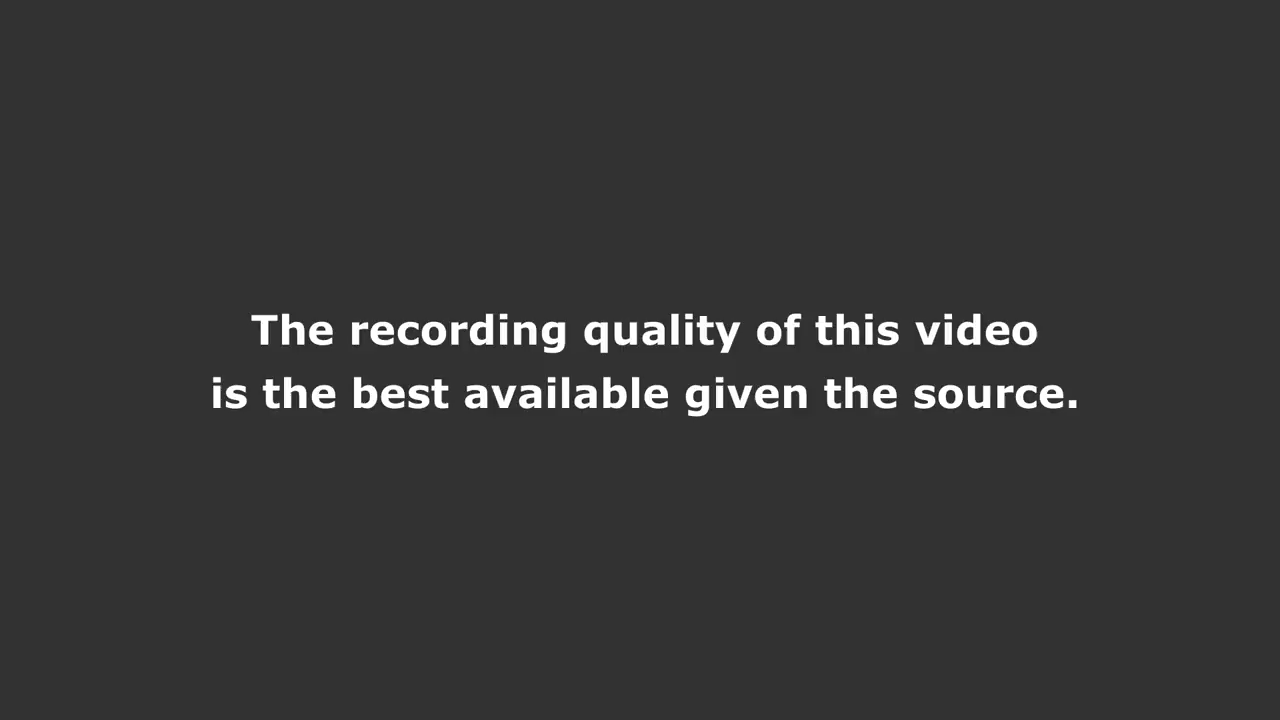 The recording quality of this video
is the best available given the source.